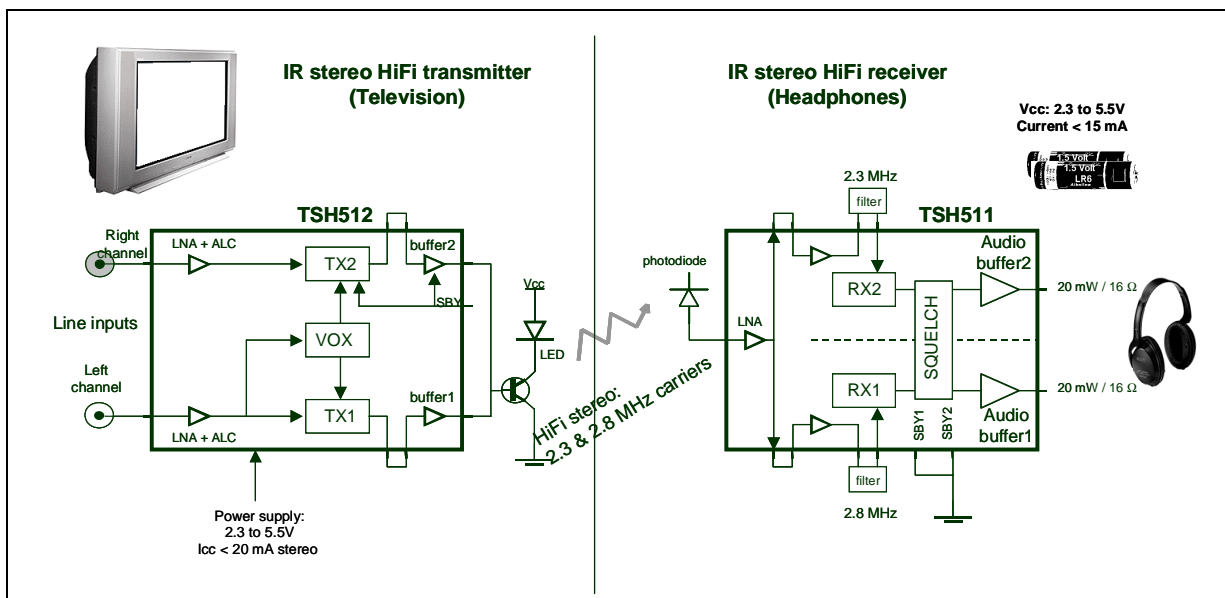 IR stereo HiFi transmitter
(Television)
TSH512
Right
channel
LNA + ALC
TX2
buffer2
SBY
Vcc
LED
Line inputs
VOX
Left
channel
LNA + ALC
TX1
buffer1
Power supply:
2.3 to 5.5V
Icc < 20 mA stereo
HiFi stereo:
2.3 & 2.8 MHz carriers
IR stereo HiFi receiver
(Headphones)
Vcc: 2.3 to 5.5V
Current < 15 mA
1.5 Volt
1.5 Volt
LR6
2.3 MHz
filter
TSH511
photodiode
LNA
RX2
SQUELCH
Audio
buffer2
20 mW / 16 Ω
RX1
SBY1
SBY2
Audio
buffer1
20 mW / 16 Ω
filter
2.8 MHz